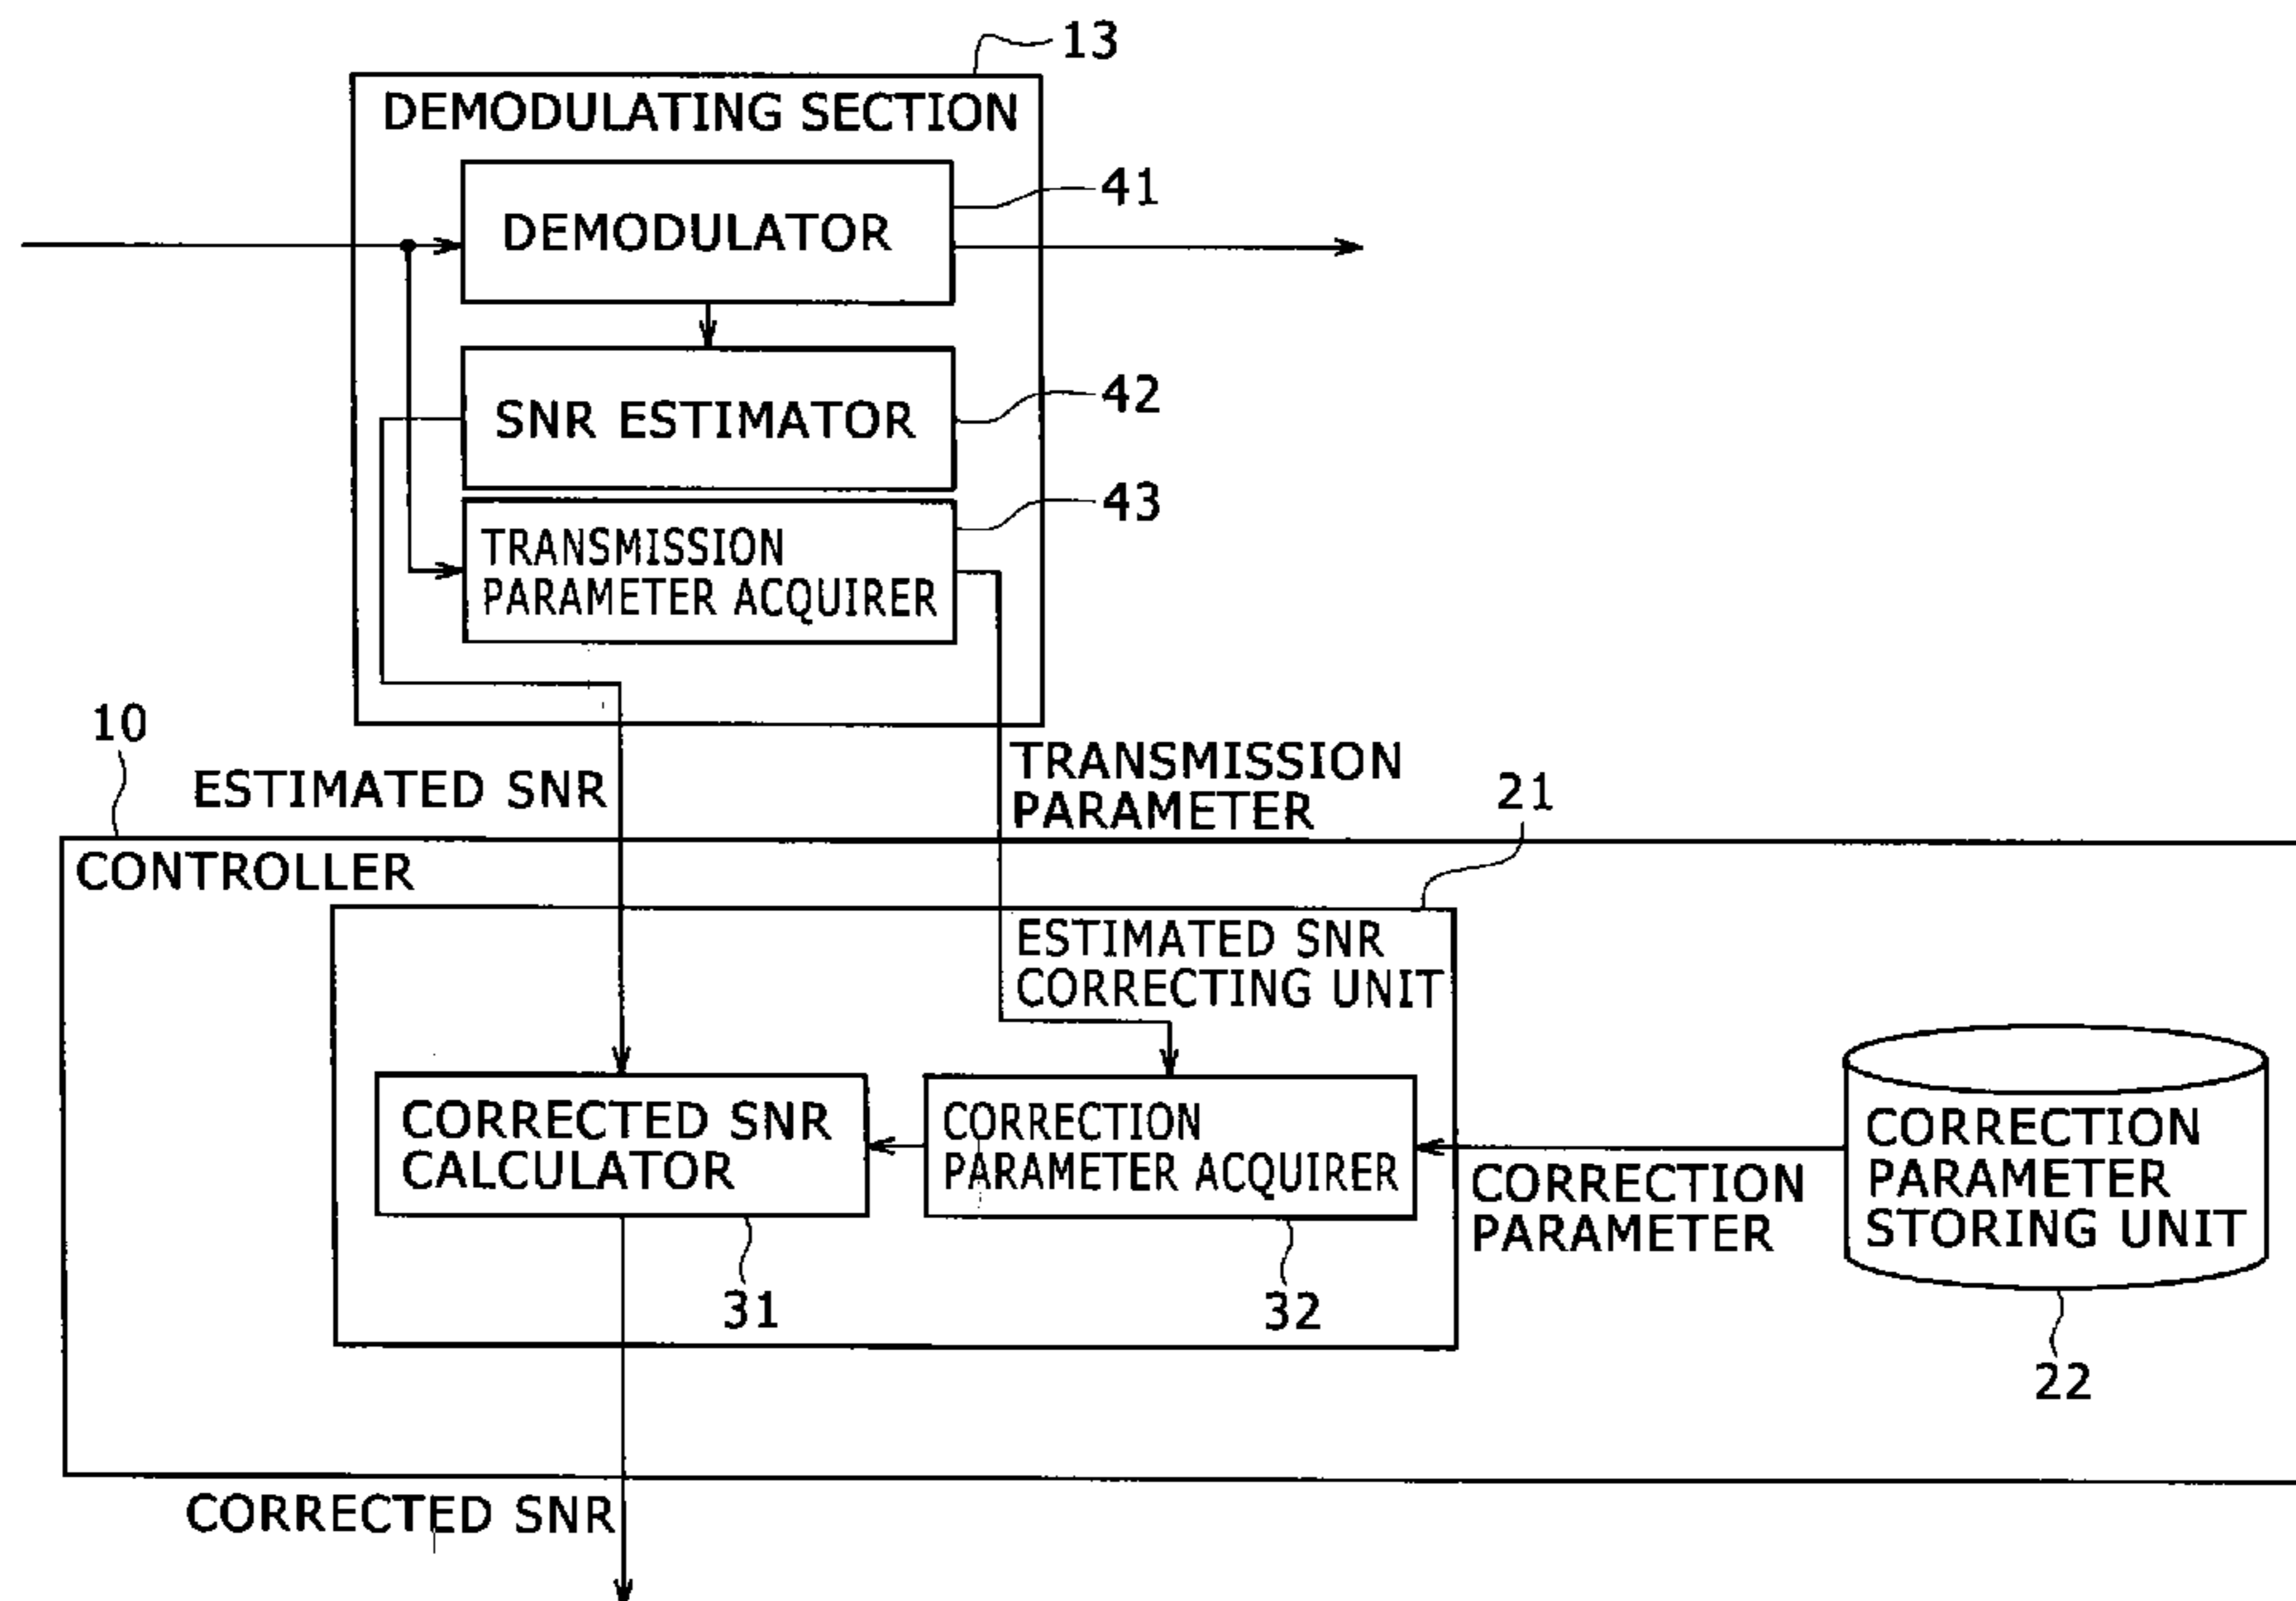 13
DEMODULATING SECTION
41
DEMODULATOR
42
SNR ESTIMATOR
43
TRANSMISSION
PARAMETER ACQUIRER
10
ESTIMATED SNR
TRANSMISSION
PARAMETER
21
CONTROLLER
ESTIMATED SNR
CORRECTING UNIT
CORRECTED SNR
CALCULATOR
CORRECTION
PARAMETER ACQUIRER
CORRECTION
PARAMETER
CORRECTION
PARAMETER
STORING UNIT
31
32
22
CORRECTED SNR